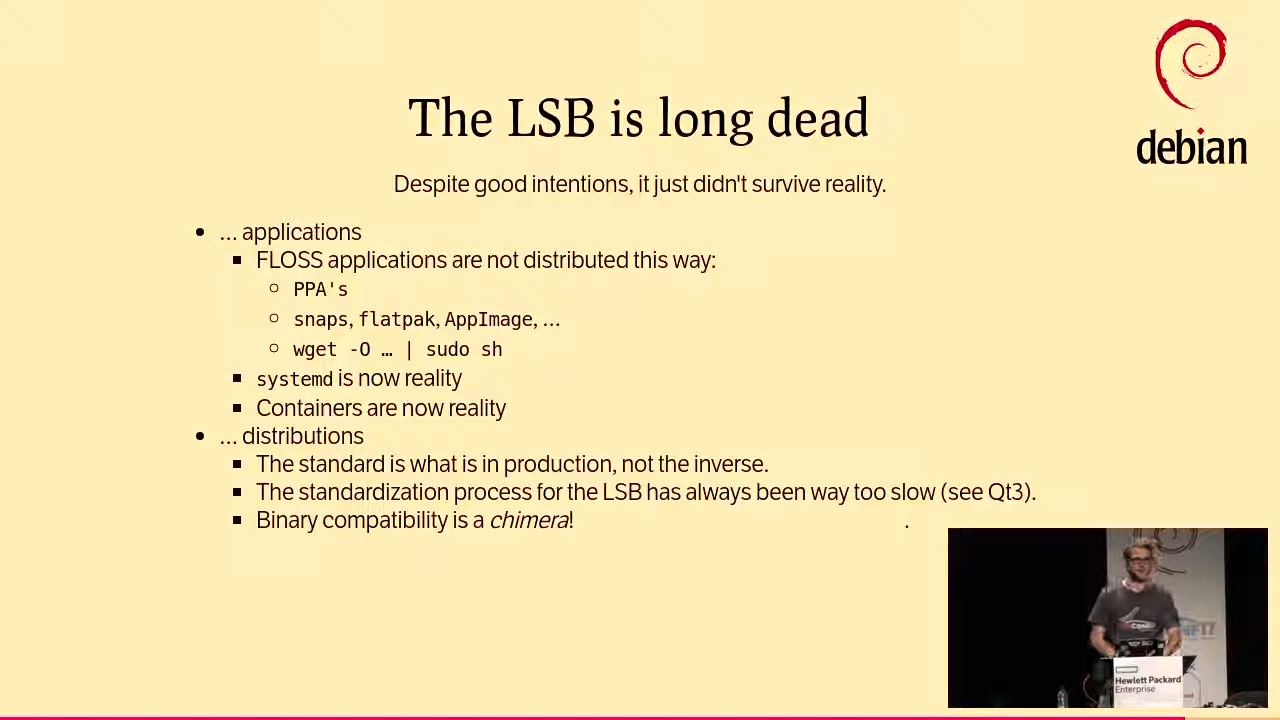 debian
The LSB is long dead
Despite good intentions, it just didn't survive reality.
• … applications
▪ FLOSS applications are not distributed this way:
○ PPA's
○ snaps, flatpak, AppImage, …
○ wget -O … | sudo sh
▪ systemd is now reality
▪ Containers are now reality
• … distributions
▪ The standard is what is in production, not the inverse.
▪ The standardization process for the LSB has always been way too slow (see Qt3).
▪ Binary compatibility is a chimera!
Hewlett Packard
Enterprise